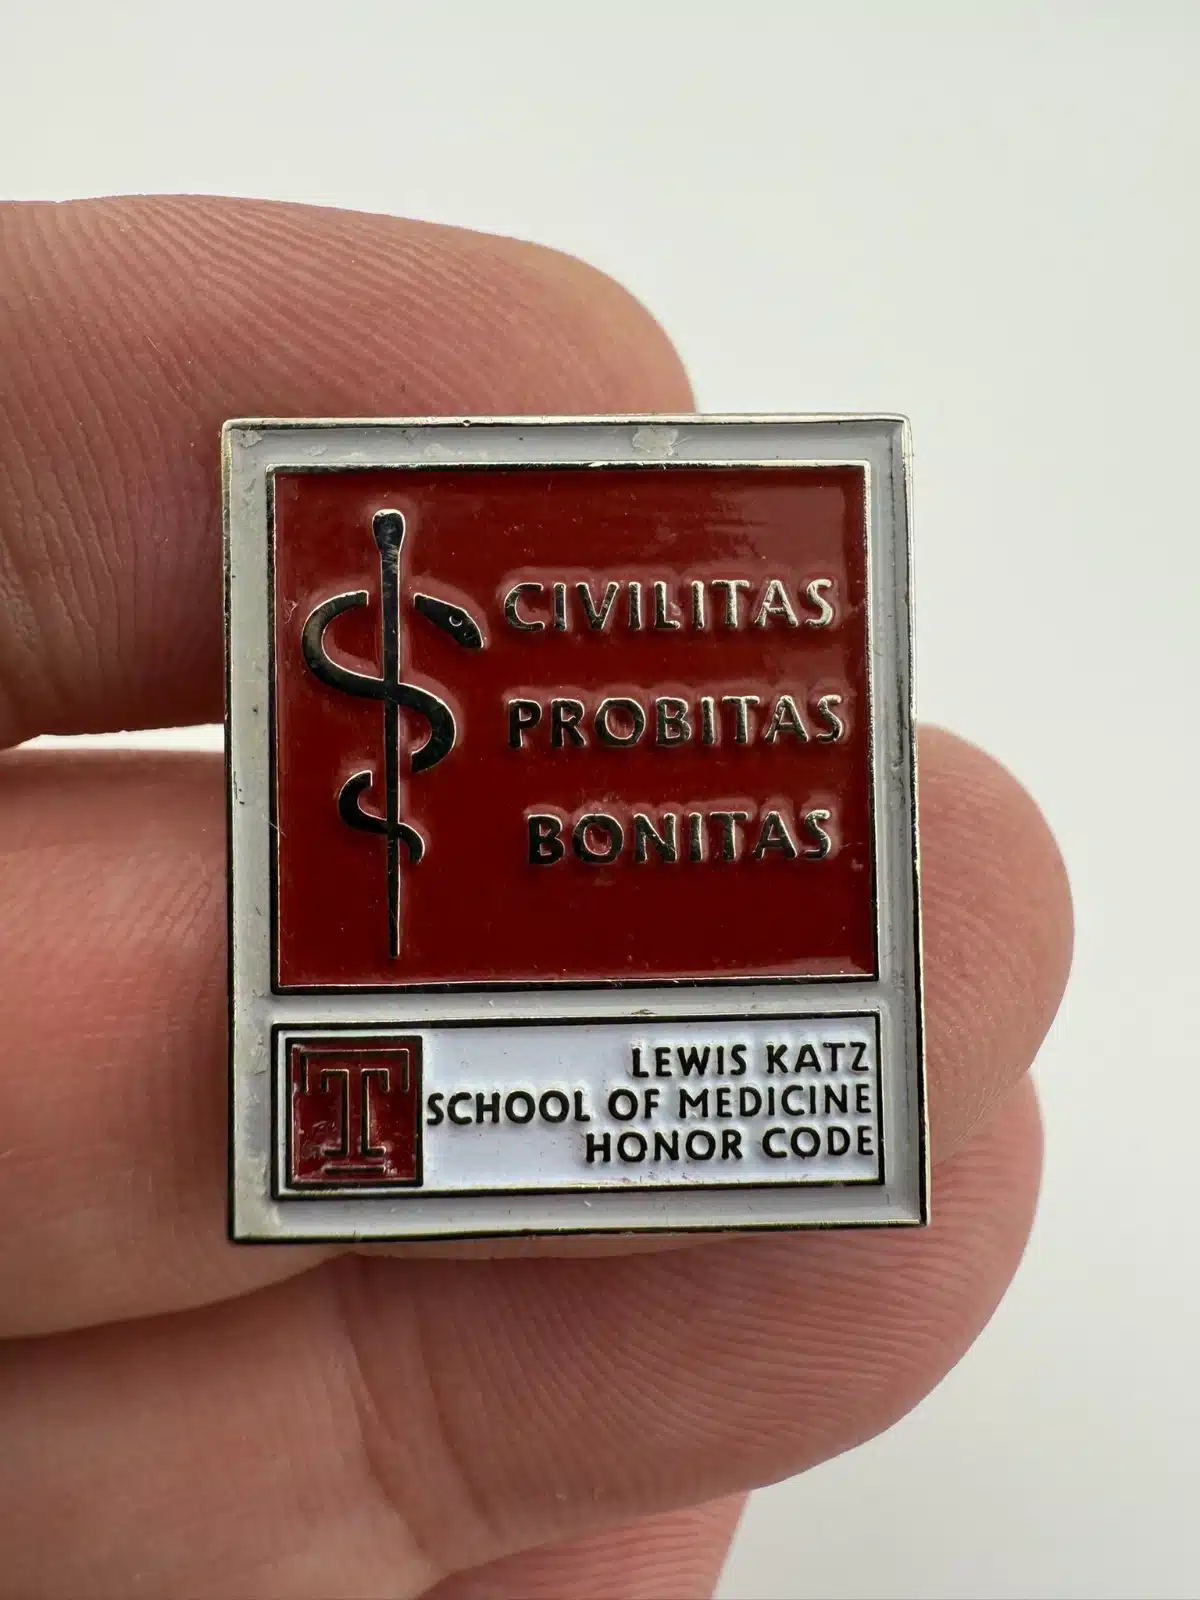 CIVILITAS
PROBITAS
BONITAS
T
LEWIS KATZ
SCHOOL OF MEDICINE
HONOR CODE